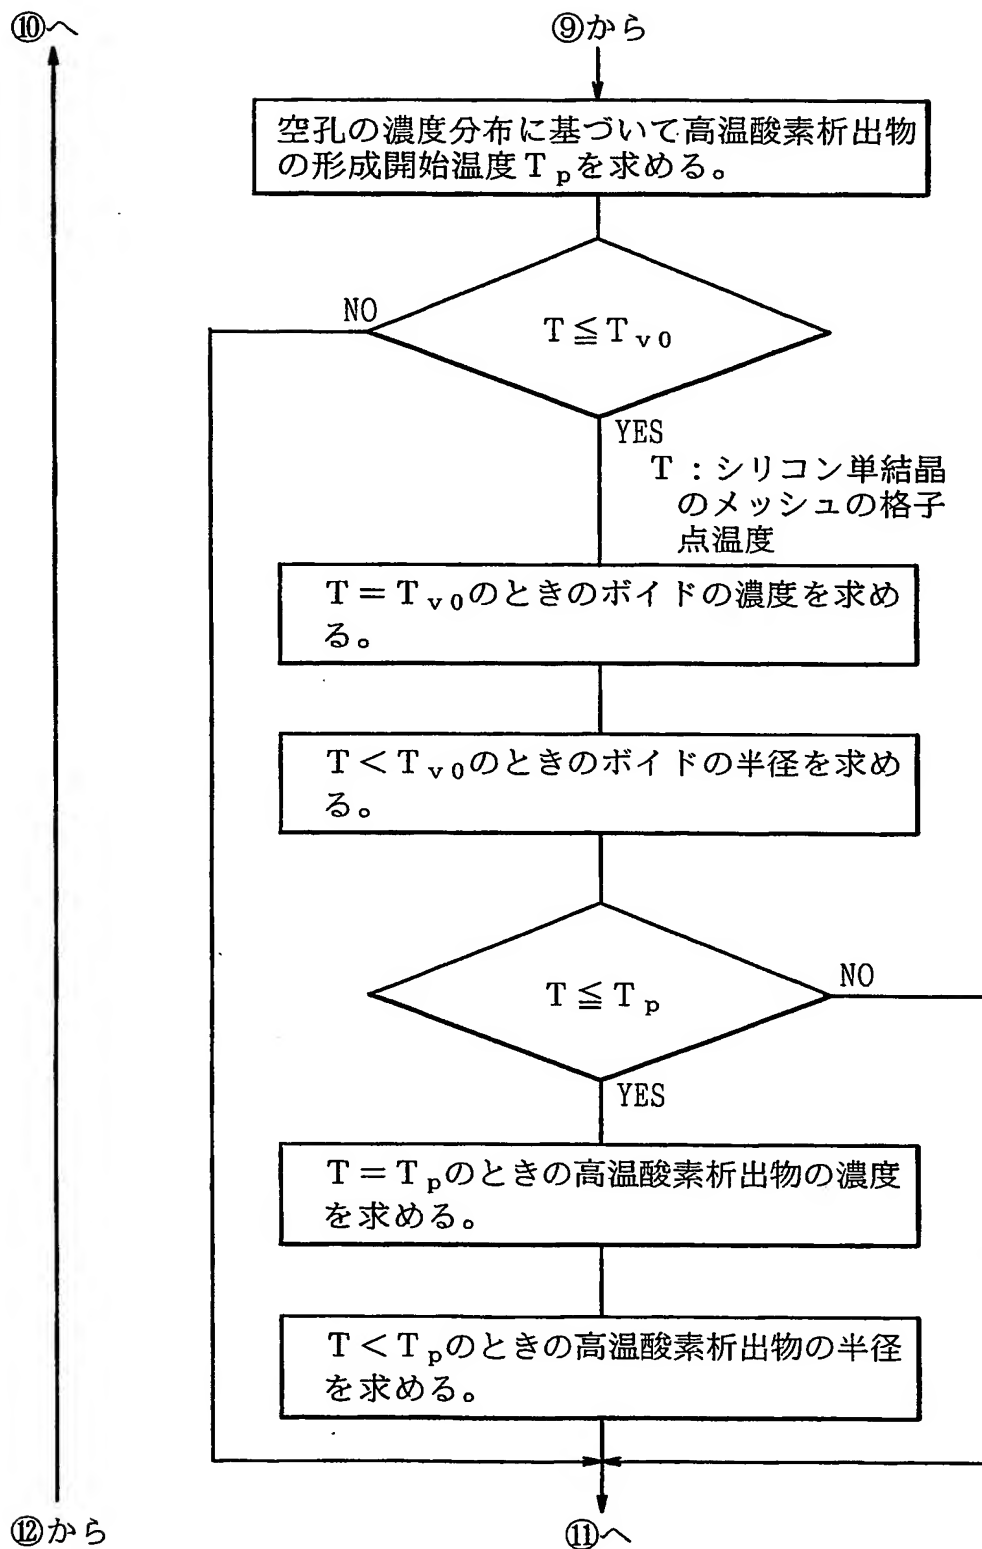 ⑩へ
⑨から
空孔の濃度分布に基づいて高温酸素析出物
の形成開始温度Tpを求める。
NO
T≦Tv0
YES
T：シリコン単結晶
のメッシュの格子
点温度
T＝Tv0のときのボイドの濃度を求め
る。
T＜Tv0のときのボイドの半径を求め
る。
T≦Tp
NO
YES
T＝Tpのときの高温酸素析出物の濃度
を求める。
T＜Tpのときの高温酸素析出物の半径
を求める。
⑫から
⑪へ